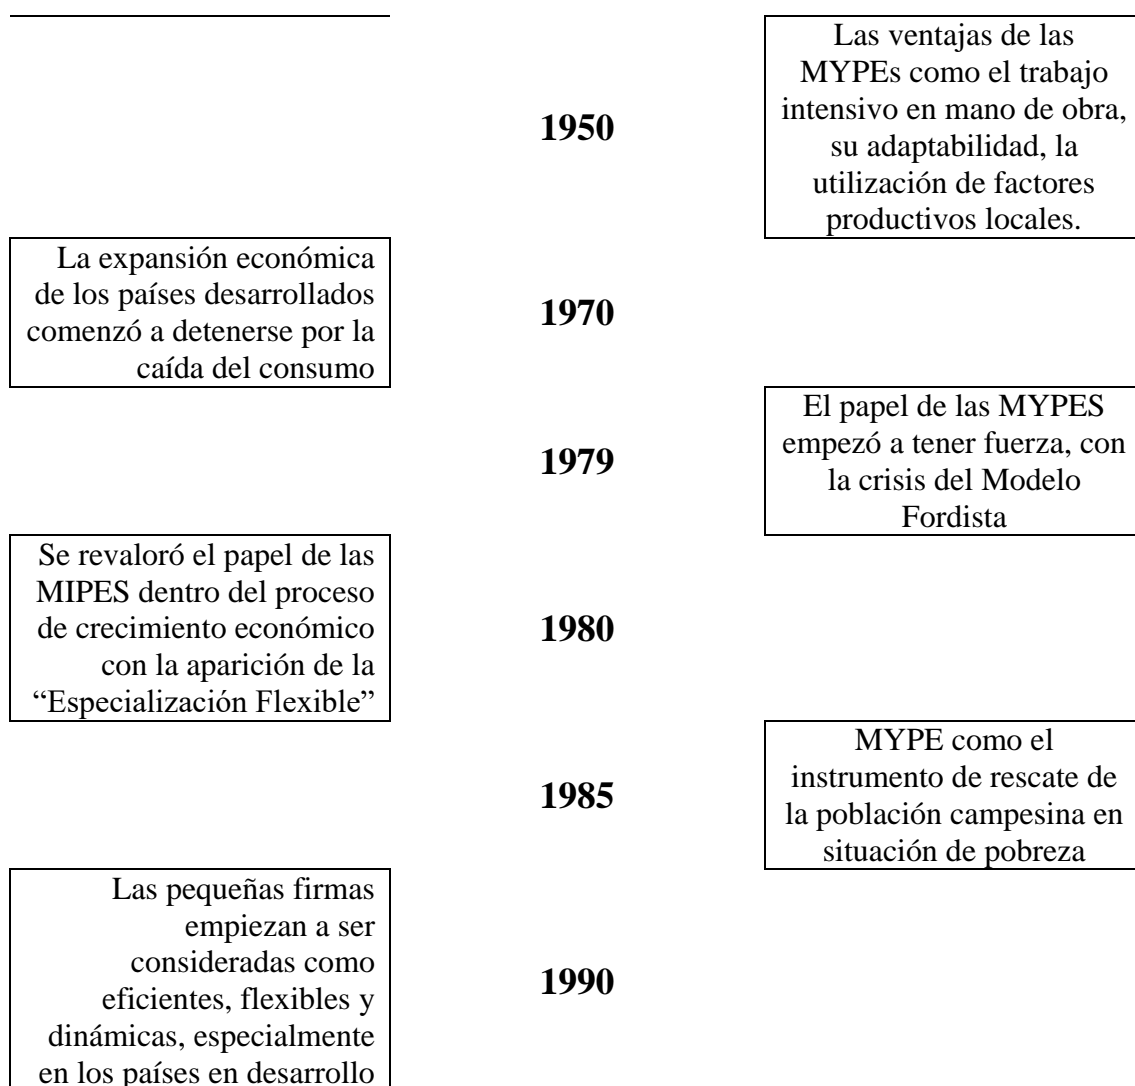 Las ventajas de las
MYPEs como el trabajo
intensivo en mano de obra,
su adaptabilidad, la
utilización de factores
productivos locales.
1950
La expansión económica
de los países desarrollados
comenzó a detenerse por la
caída del consumo
1970
El papel de las MYPES
empezó a tener fuerza, con
la crisis del Modelo
Fordista
1979
Se revaloró el papel de las
MIPES dentro del proceso
de crecimiento económico
con la aparición de la
“Especialización Flexible”
1980
MYPE como el
instrumento de rescate de
la población campesina en
situación de pobreza
1985
Las pequeñas firmas
empiezan a ser
consideradas como
eficientes, flexibles y
dinámicas, especialmente
en los países en desarrollo
1990